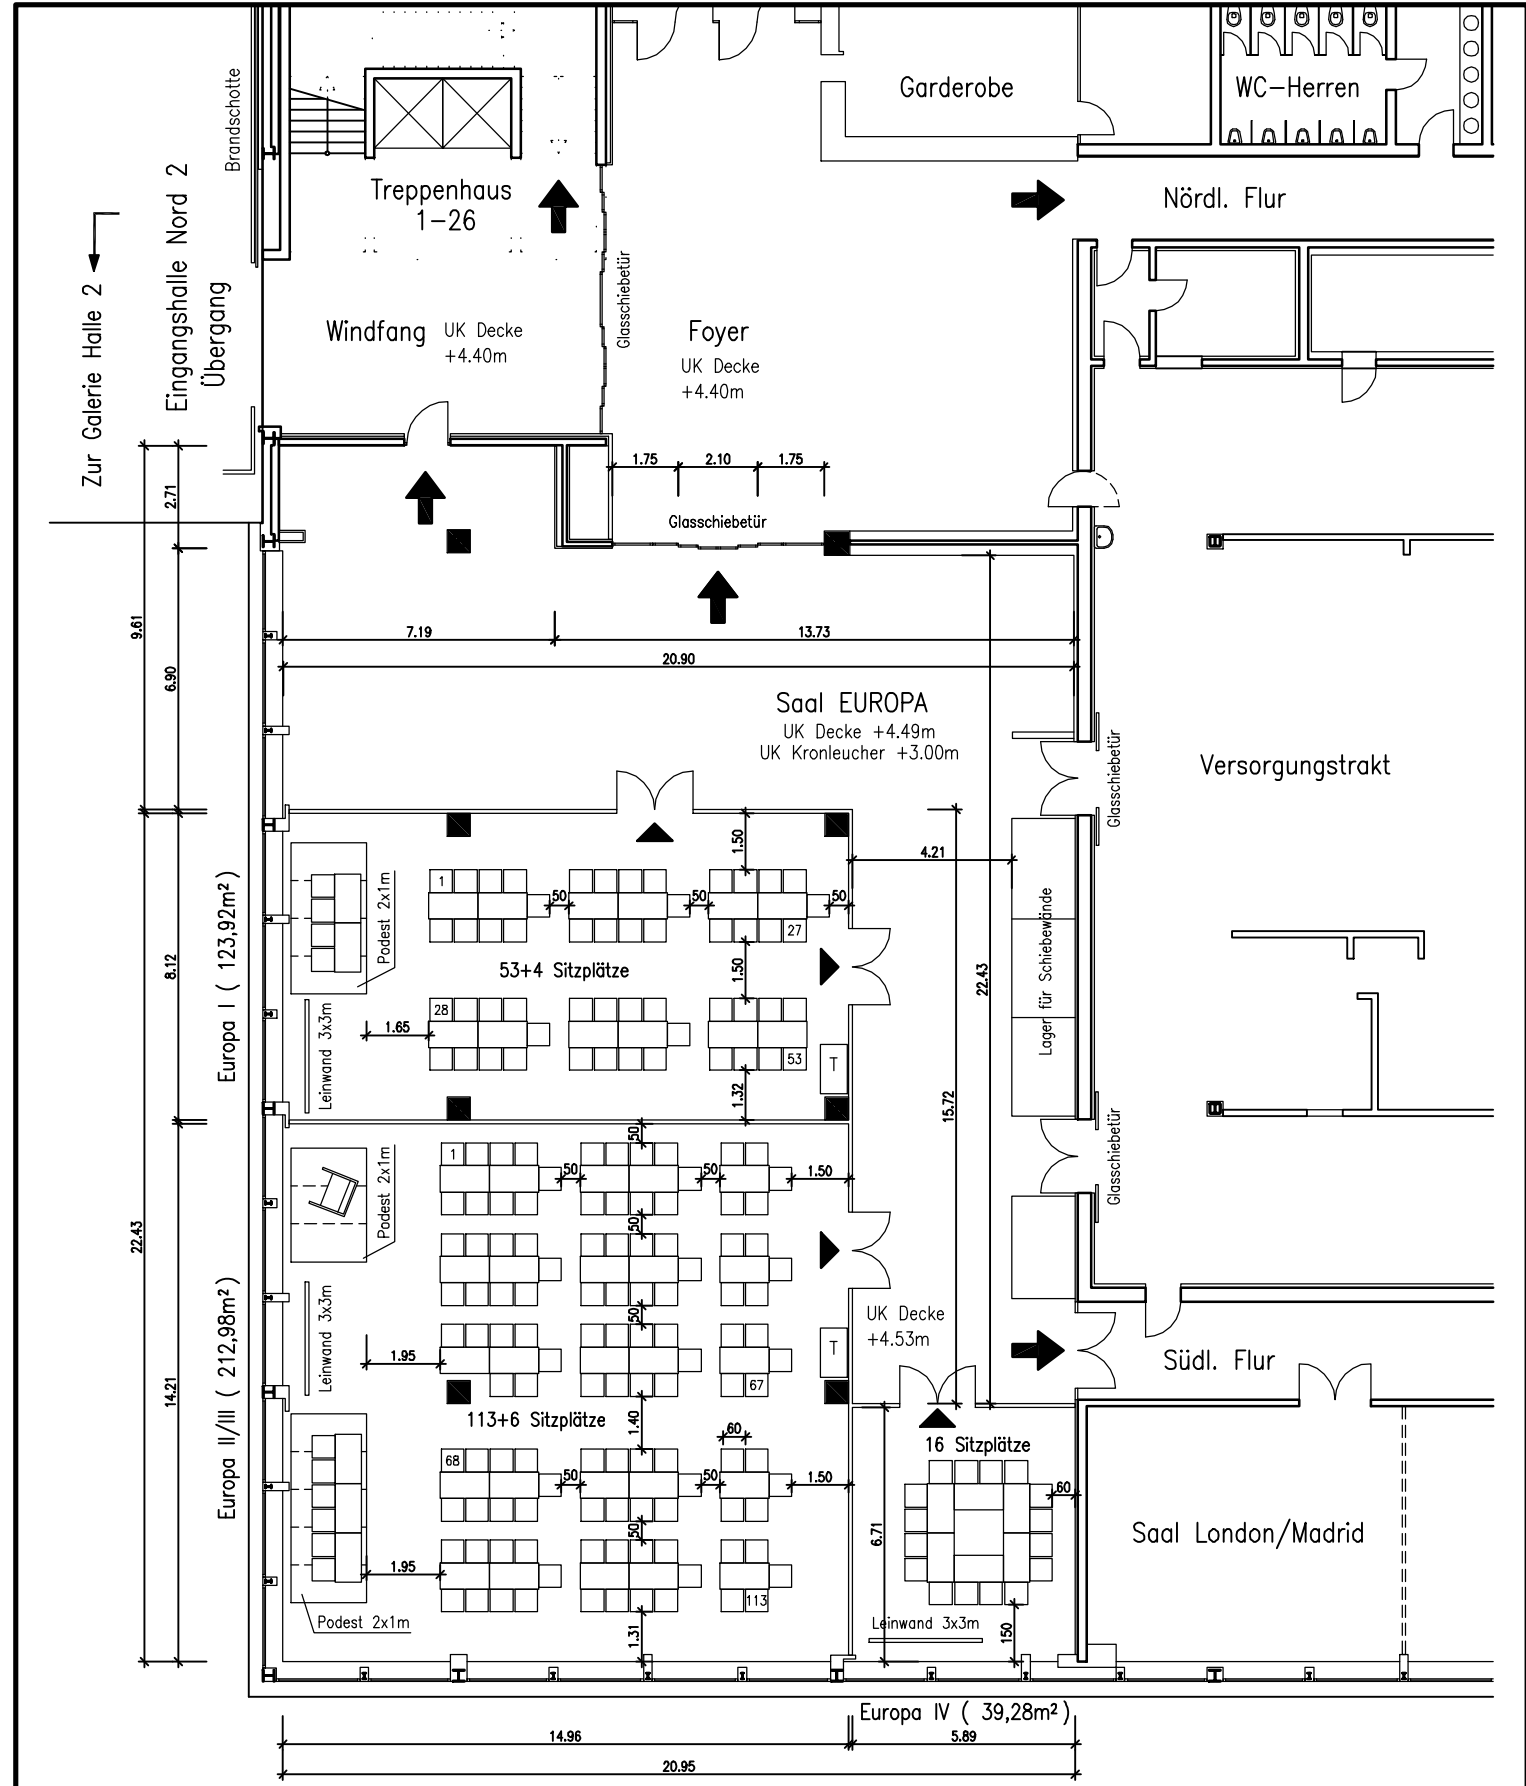 Brandschotte
Garderobe
WC-Herren
Treppenhaus
1-26
Nördl. Flur
Zur Galerie Halle 2
Eingangshalle Nord 2
Übergang
Glasschiebetür
Windfang
UK Decke
+4.40m
Foyer
UK Decke
+4.40m
1.75
2.10
1.75
Glasschiebetür
2.71
9.61
6.90
7.19
13.73
20.90
Saal EUROPA
UK Decke +4.49m
UK Kronleucher +3.00m
Glasschiebetür
Versorgungstrakt
1.50
4.21
Europa I ( 123,92m²)
8.12
Podest 2x1m
1
50
50
50
27
53+4 Sitzplätze
1.50
22.43
Lager für Schiebewände
Leinwand 3x3m
1.65
28
53
T
1.32
15.72
Glasschiebetür
50
Podest 2x1m
1
50
50
1.50
22.43
50
Europa II/III ( 212,98m²)
14.21
Leinwand 3x3m
1.95
50
67
T
UK Decke
+4.53m
Südl. Flur
113+6 Sitzplätze
1.40
60
68
50
50
1.50
16 Sitzplätze
60
50
6.71
Saal London/Madrid
1.95
113
Podest 2x1m
1.31
Leinwand 3x3m
150
Europa IV ( 39,28m²)
14.96
5.89
20.95